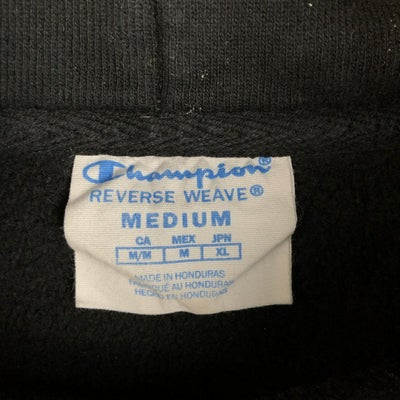 Champion®
REVERSE WEAVE®
MEDIUM
CA MEX JPN
M/M M XL
MADE IN HONDURAS
FABRIQUÉ AU HONDURAS
HECHO EN HONDURAS